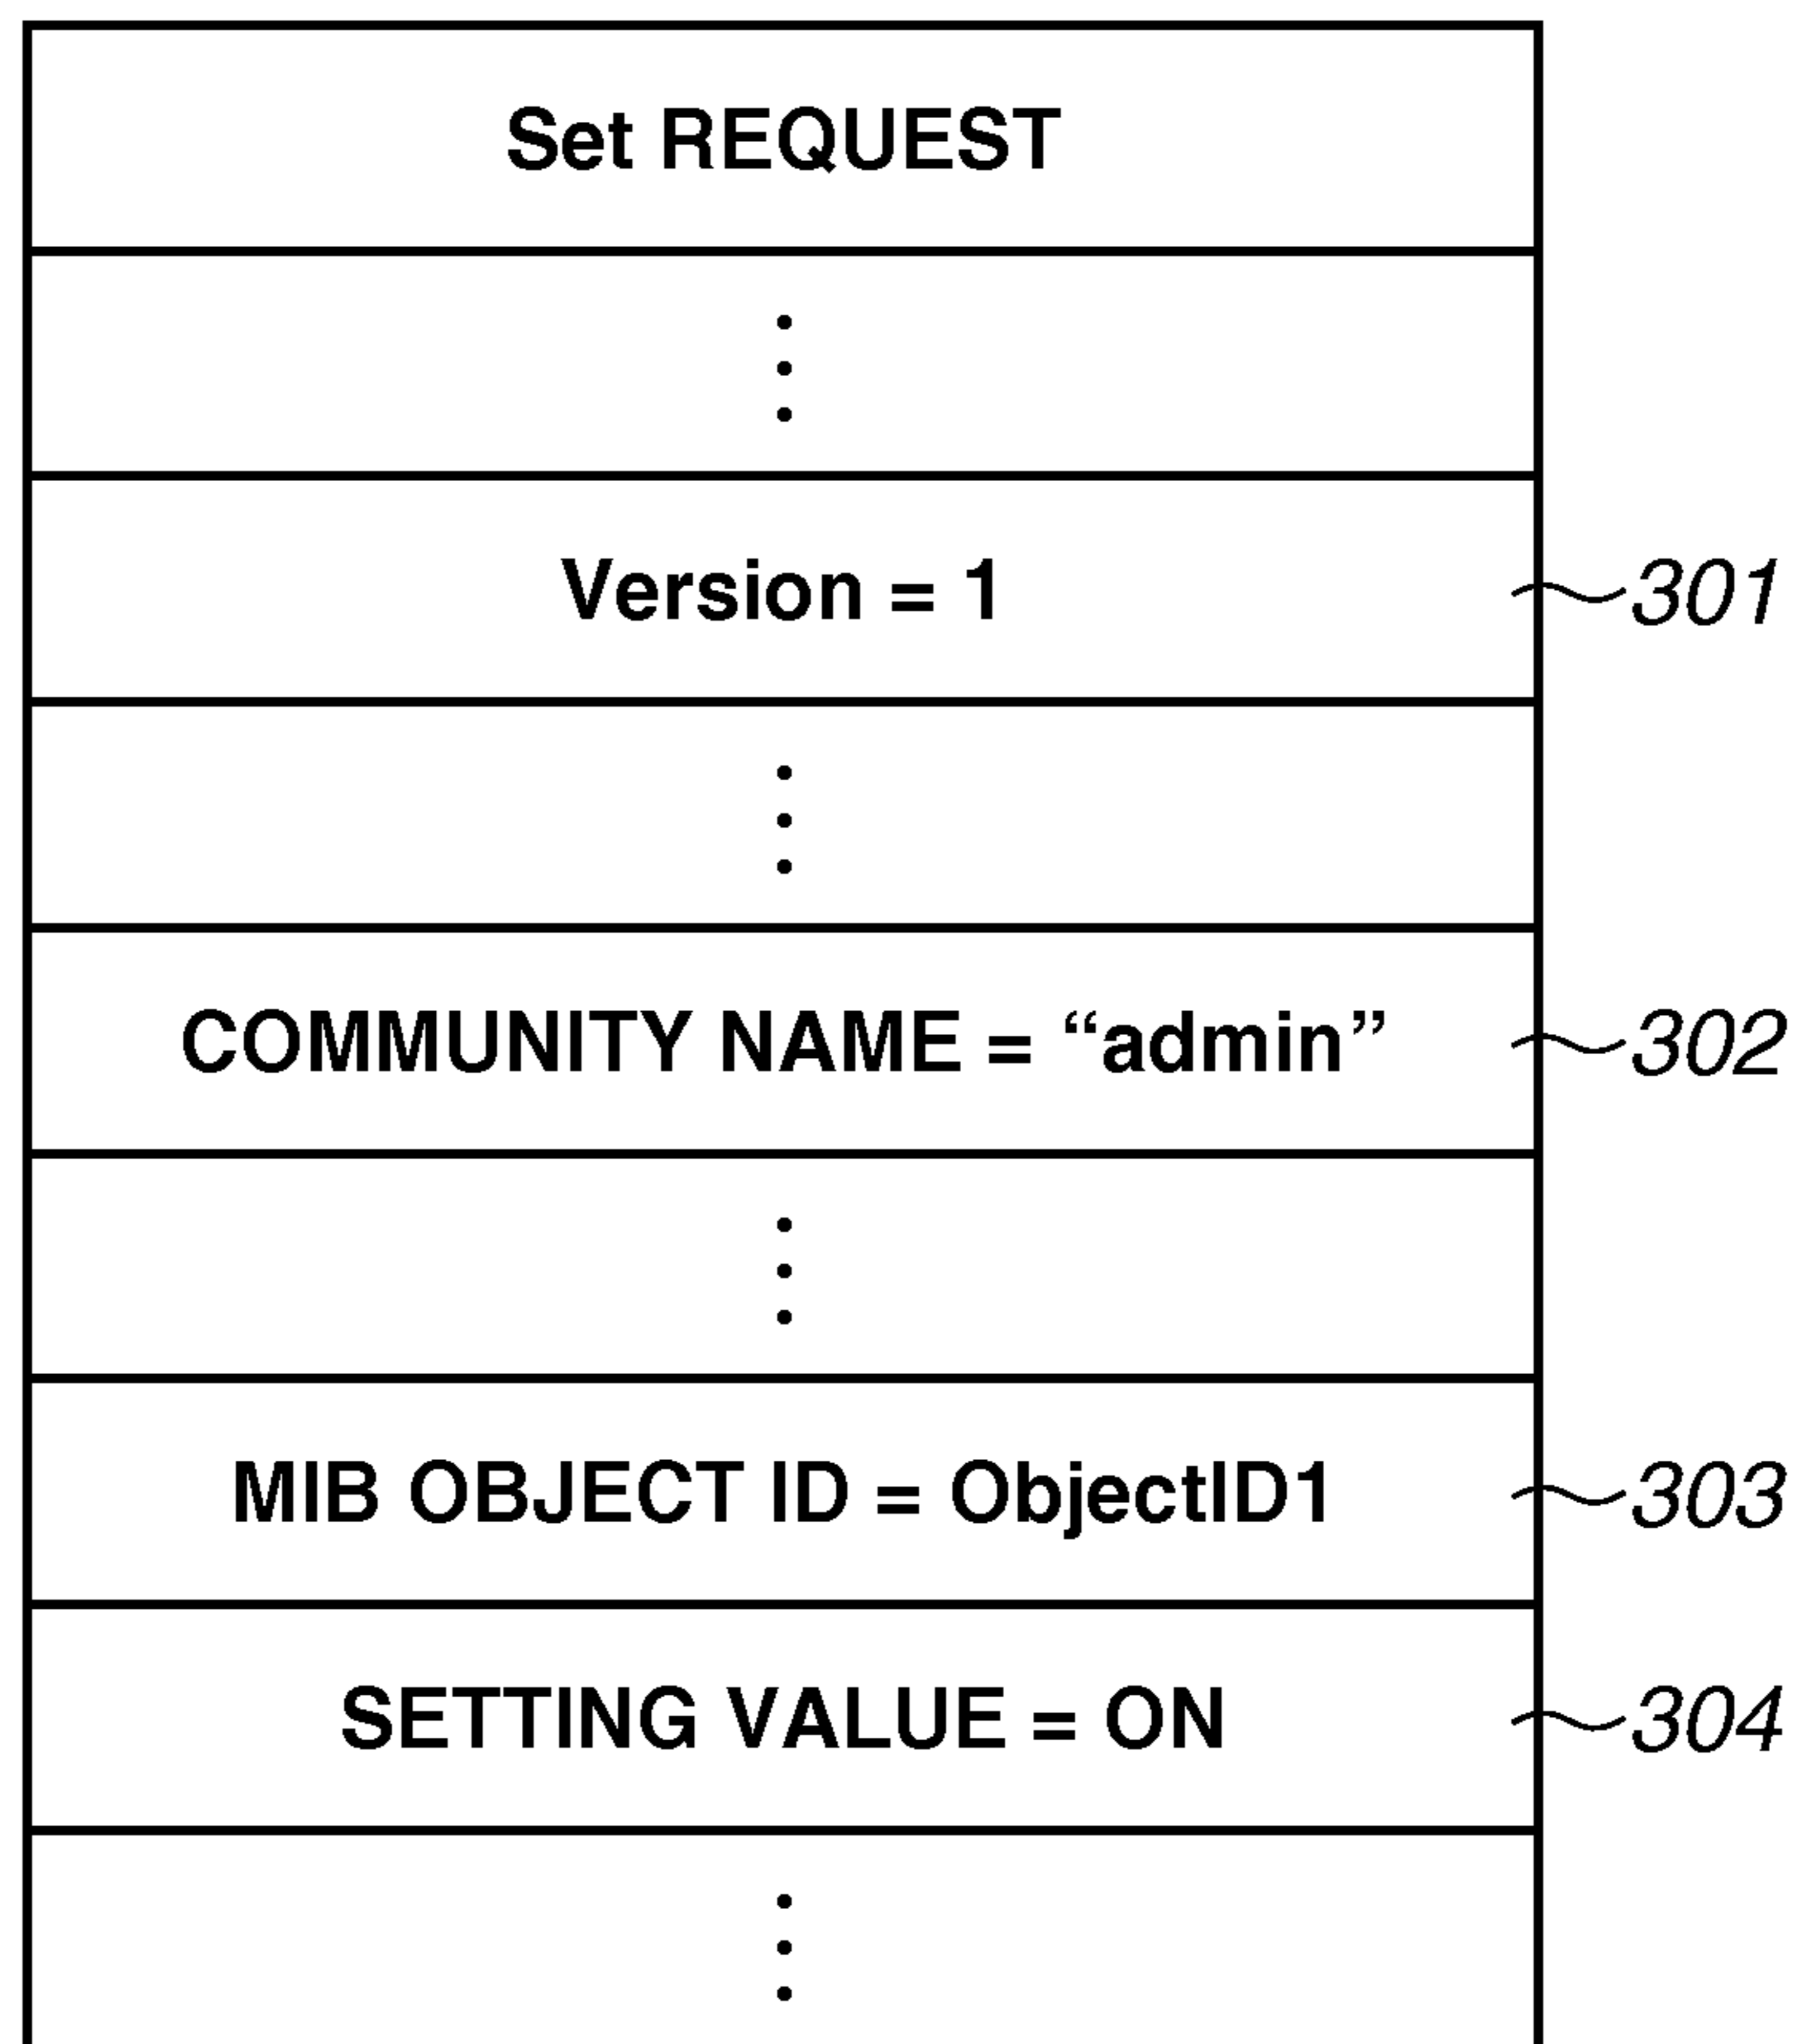 Set REQUEST
Version = 1
301
COMMUNITY NAME = “admin”
302
MIB OBJECT ID = ObjectID1
303
SETTING VALUE = ON
304